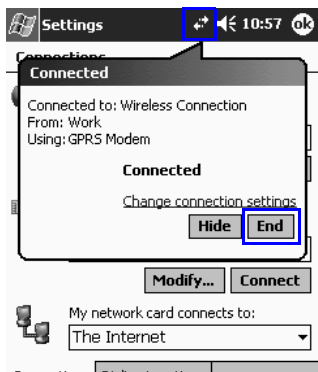 Settings 10:57 ok
Connections
Connected
Connected to: Wireless Connection
From: Work
Using: GPRS Modem
Connected
Change connection settings
Hide End
Modify... Connect
My network card connects to:
The Internet